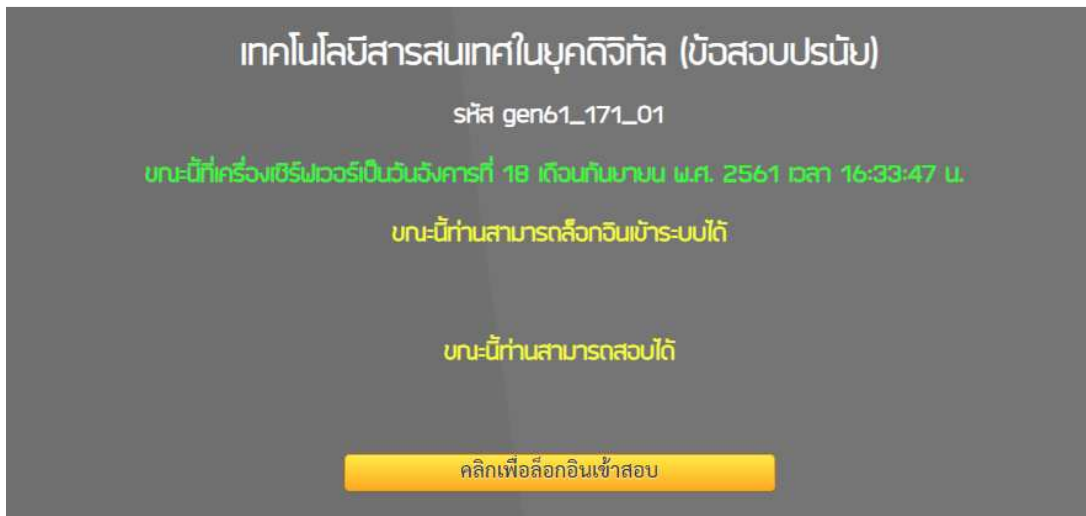 เทคโนโลยีสารสนเทศในยุคดิจิทัล (ข้อสอบปรนัย)
รหัส gen61_171_01
ขณะนี้ที่เครื่องเซิร์ฟเวอร์เป็นวันอังคารที่ 18 เดือนกันยายน พ.ศ. 2561 เวลา 16:33:47 น.
ขณะนี้ท่านสามารถล็อกอินเข้าระบบได้
ขณะนี้ท่านสามารถสอบได้
คลิกเพื่อล็อกอินเข้าสอบ